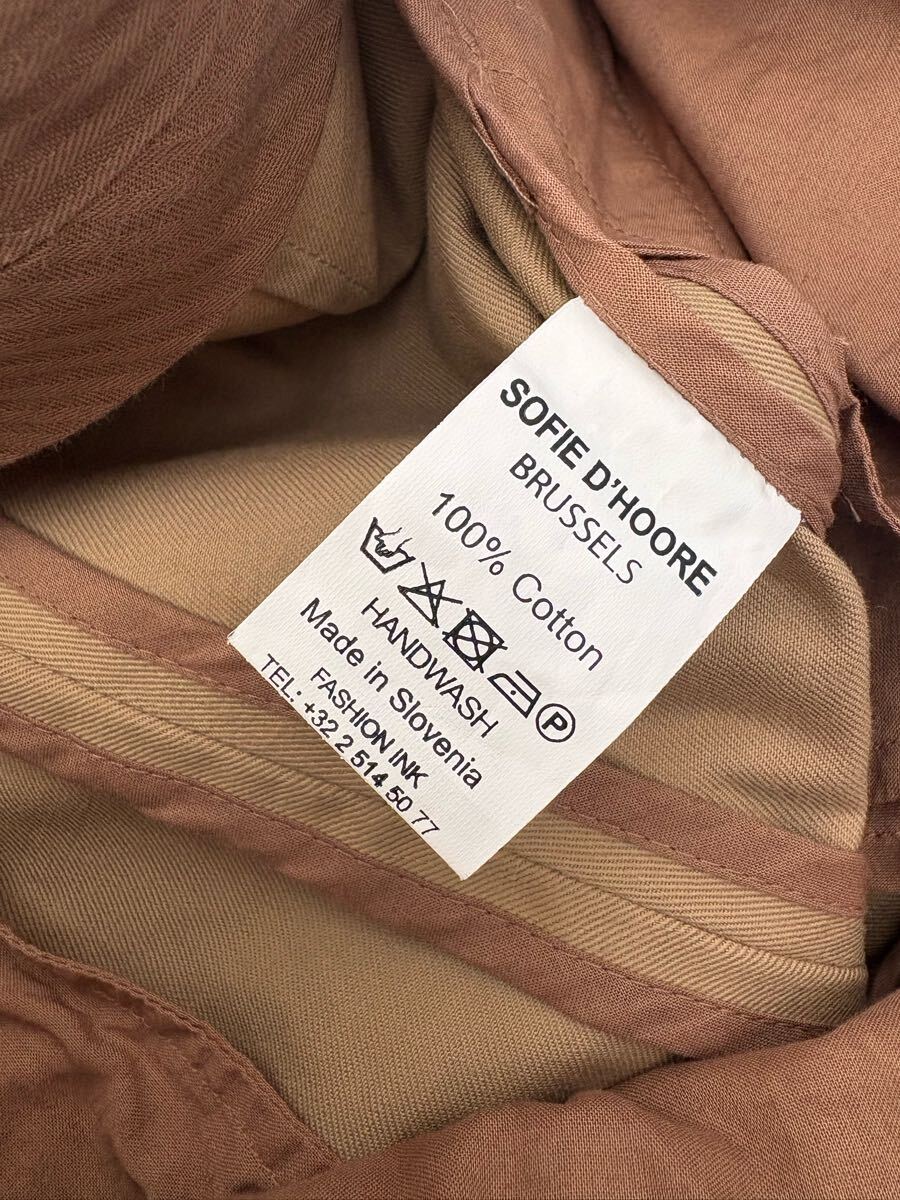 SOFIE D'HOORE
BRUSSELS
100% Cotton
P
HANDWASH
Made in Slovenia
FASHION INK
TEL: +32 2 514 50 77